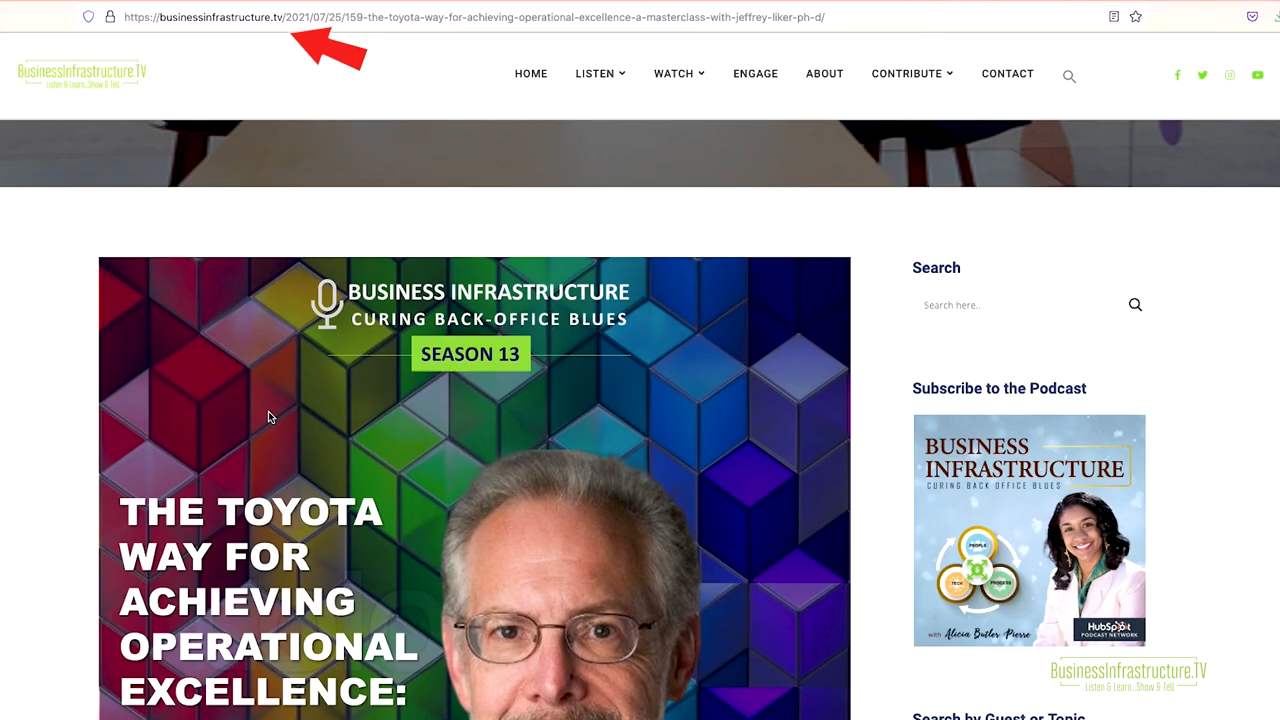 https://businessinfrastructure.tv/2021/07/25/159-the-toyota-way-for-achieving-operational-excellence-a-masterclass-with-jeffrey-liker-ph-d/
BusinessInfrastructure.TV
Listen & Learn...Show & Tell
HOME LISTEN WATCH ENGAGE ABOUT CONTRIBUTE CONTACT
BUSINESS INFRASTRUCTURE
CURING BACK-OFFICE BLUES
SEASON 13
THE TOYOTA
WAY FOR
ACHIEVING
OPERATIONAL
EXCELLENCE:
Search
Search here..
Subscribe to the Podcast
BUSINESS
INFRASTRUCTURE
CURING BACK OFFICE BLUES
PEOPLE
TECH
PROCESS
with Alicia Butler Pierre
HubSpot
PODCAST NETWORK
BusinessInfrastructure.TV
Listen & Learn...Show & Tell
Search by Guest or Topic